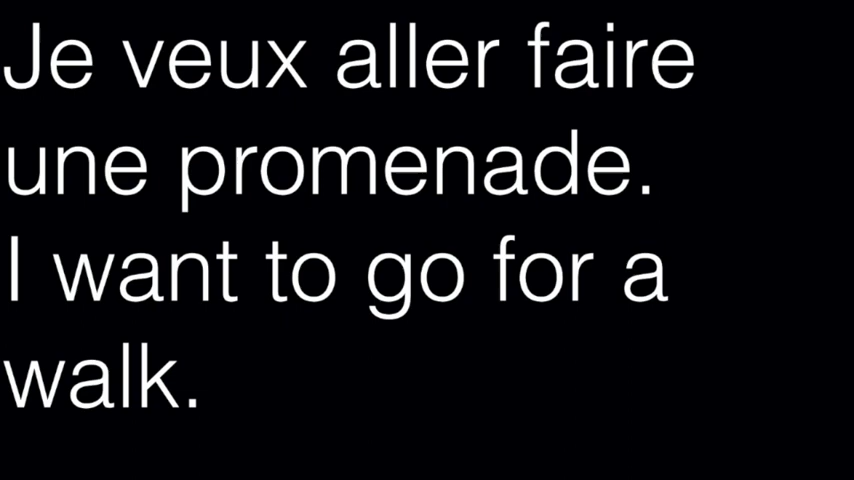 Je veux aller faire
une promenade.
I want to go for a
walk.